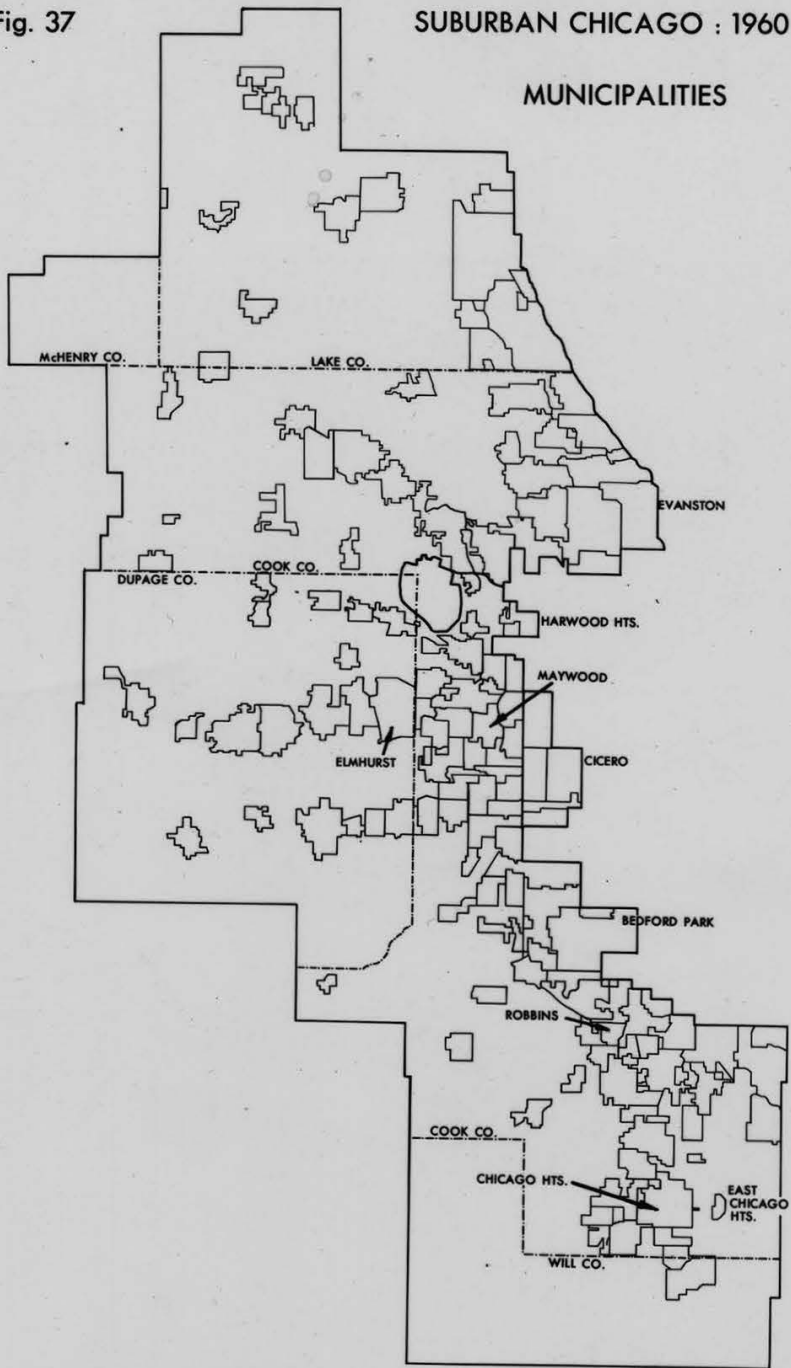 Fig. 37
SUBURBAN CHICAGO : 1960
MUNICIPALITIES
McHENRY CO.
LAKE CO.
EVANSTON
DUPAGE CO.
COOK CO.
HARWOOD HTS.
MAYWOOD
ELMHURST
CICERO
BEDFORD PARK
ROBBINS
COOK CO.
CHICAGO HTS.
EAST
CHICAGO
HTS.
WILL CO.